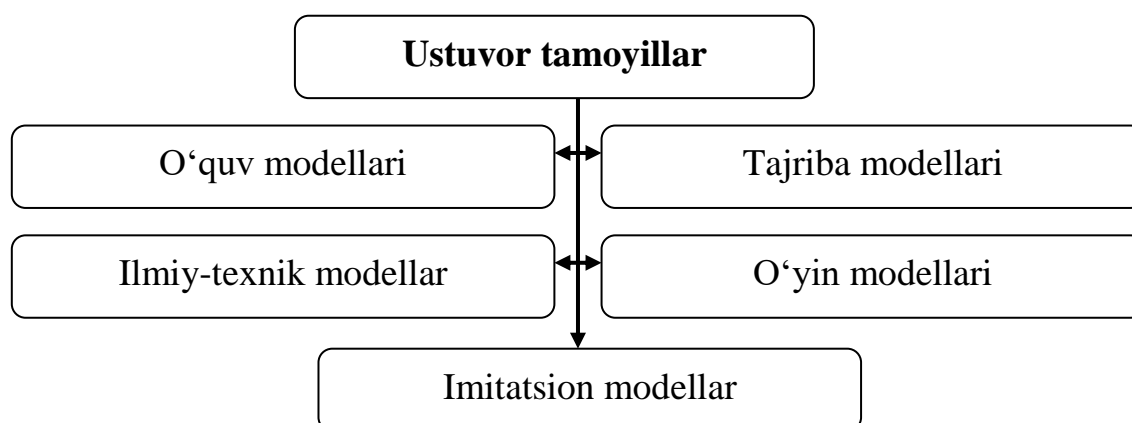 Ustuvor tamoyillar
O‘quv modellari
Tajriba modellari
Ilmiy-texnik modellar
O‘yin modellari
Imitatsion modellar